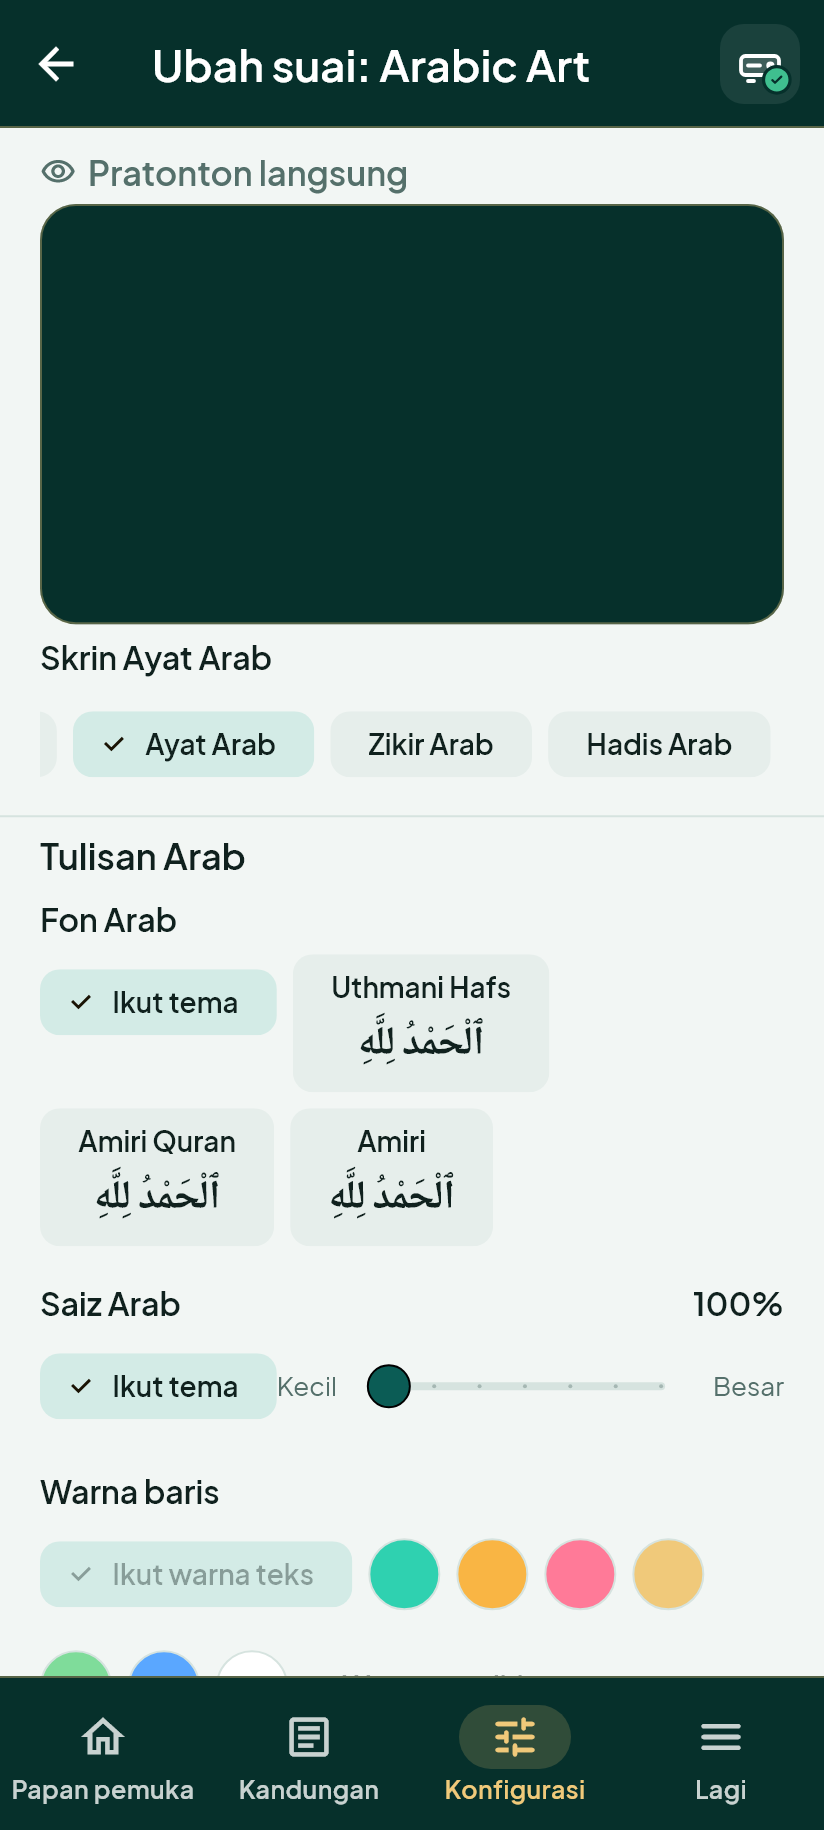 Ubah suai: Arabic Art
Pratonton langsung
Skrin Ayat Arab
Ayat Arab
Zikir Arab
Hadis Arab
Tulisan Arab
Fon Arab
Ikut tema
Uthmani Hafs
ٱلْحَمْدُ لِلَّهِ
Amiri Quran
ٱلْحَمْدُ لِلَّهِ
Amiri
ٱلْحَمْدُ لِلَّهِ
Saiz Arab
100%
Ikut tema
Kecil
Besar
Warna baris
Ikut warna teks
Papan pemuka
Kandungan
Konfigurasi
Lagi